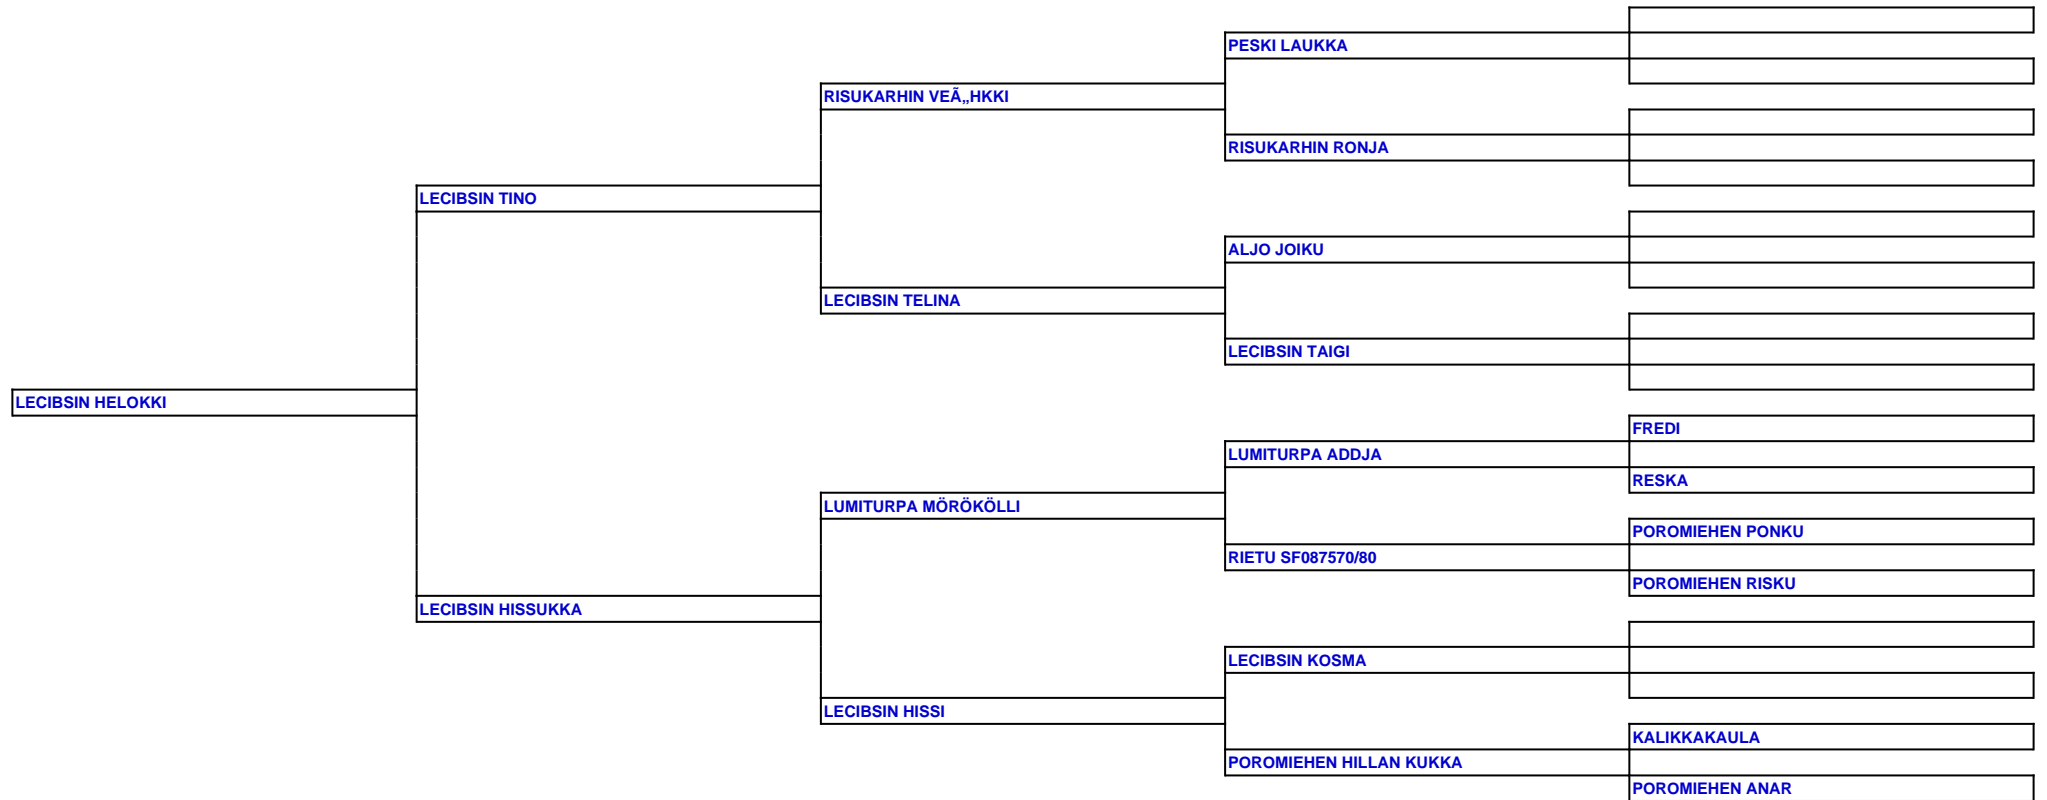 PESKI LAUKKA
RISUKARHIN VEÃ„HKKI
RISUKARHIN RONJA
LECIBSIN TINO
ALJO JOIKU
LECIBSIN TELINA
LECIBSIN TAIGI
LECIBSIN HELOKKI
FREDI
LUMITURPA ADDJA
RESKA
LUMITURPA MÖRÖKÖLLI
POROMIEHEN PONKU
RIETU SF087570/80
POROMIEHEN RISKU
LECIBSIN HISSUKKA
LECIBSIN KOSMA
LECIBSIN HISSI
KALIKKAKAULA
POROMIEHEN HILLAN KUKKA
POROMIEHEN ANAR